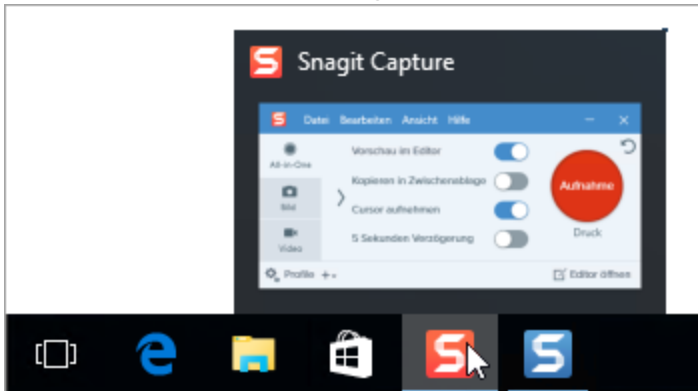 Snagit Capture
Datei Bearbeiten Ansicht Hilfe
All-in-One
Bild
Video
Vorschau im Editor
Kopieren in Zwischenablage
Cursor aufnehmen
5 Sekunden Verzögerung
Aufnahme
Druck
Profile
Editor öffnen